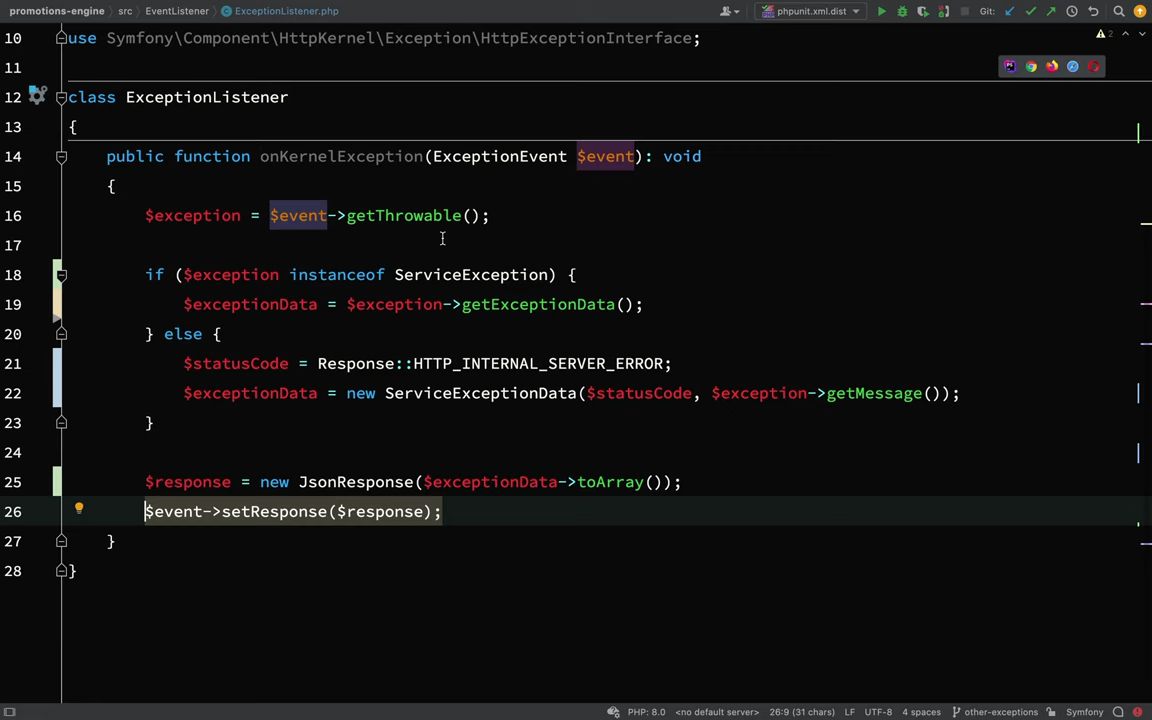 promotions-engine src EventListener ExceptionListener.php phpunit.xml.dist Git:
10 use Symfony\Component\HttpKernel\Exception\HttpExceptionInterface; 2
11
12 class ExceptionListener
13 {
14 public function onKernelException(ExceptionEvent $event): void
15 {
16 $exception = $event->getThrowable();
17
18 if ($exception instanceof ServiceException) {
19 $exceptionData = $exception->getExceptionData();
20 } else {
21 $statusCode = Response::HTTP_INTERNAL_SERVER_ERROR;
22 $exceptionData = new ServiceExceptionData($statusCode, $exception->getMessage());
23 }
24
25 $response = new JsonResponse($exceptionData->toArray());
26 $event->setResponse($response);
27 }
28 }
PHP: 8.0 <no default server> 26:9 (31 chars) LF UTF-8 4 spaces other-exceptions Symfony